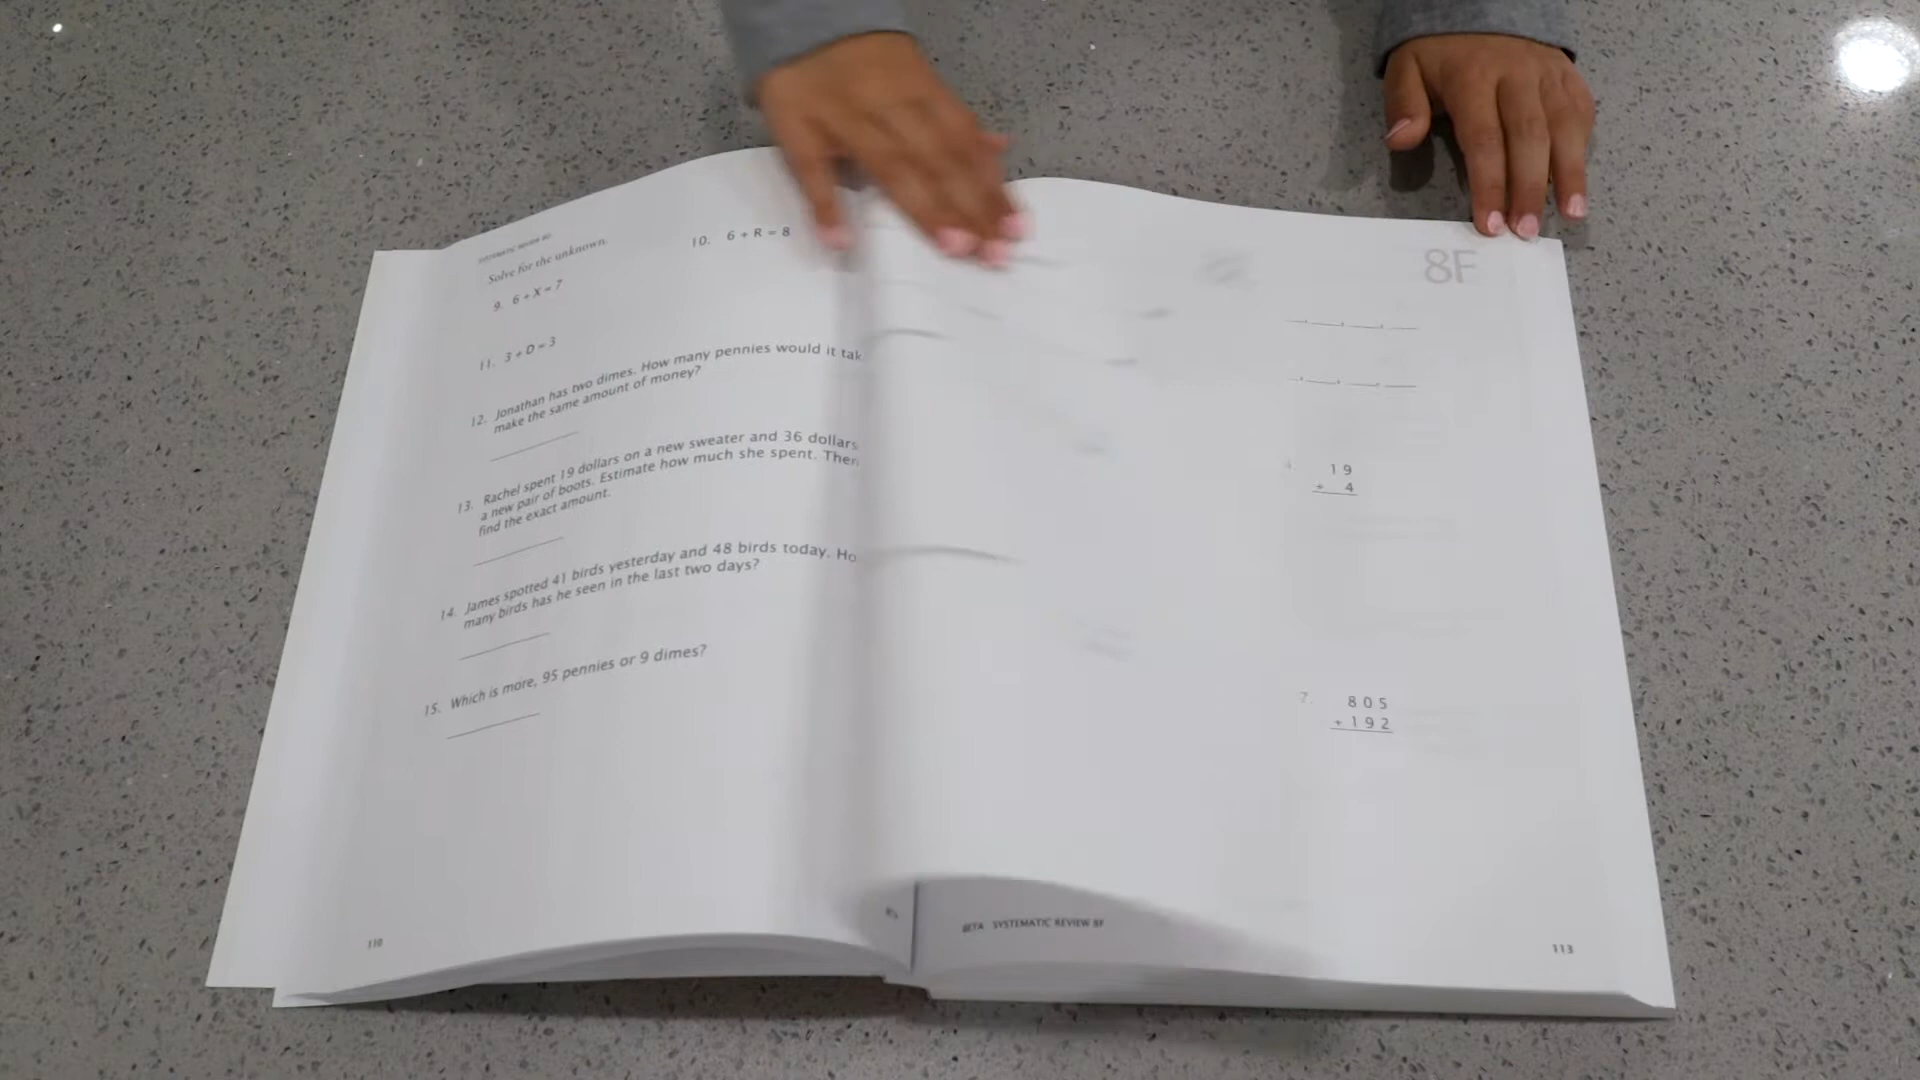 SYSTEMATIC REVIEW 8E
Solve for the unknown.
9. 6 + X = 7
10. 6 + R = 8
11. 3 + D = 3
12. Jonathan has two dimes. How many pennies would it tak
make the same amount of money?
13. Rachel spent 19 dollars on a new sweater and 36 dollars
a new pair of boots. Estimate how much she spent. Then
find the exact amount.
14. James spotted 41 birds yesterday and 48 birds today. Ho
many birds has he seen in the last two days?
15. Which is more, 95 pennies or 9 dimes?
110
8F
19
+ 4
7. 805
+ 192
BETA SYSTEMATIC REVIEW 8F
113